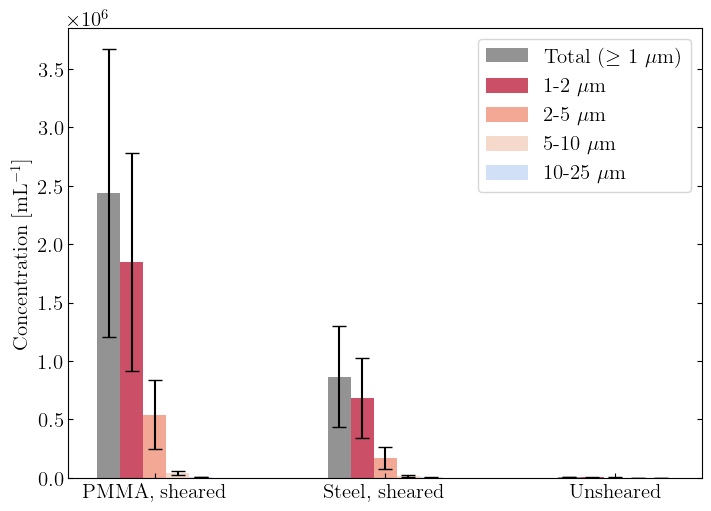 ×10⁶
Concentration [mL⁻¹]
3.5
3.0
2.5
2.0
1.5
1.0
0.5
0.0
Total (≥ 1 μm)
1-2 μm
2-5 μm
5-10 μm
10-25 μm
PMMA, sheared
Steel, sheared
Unsheared